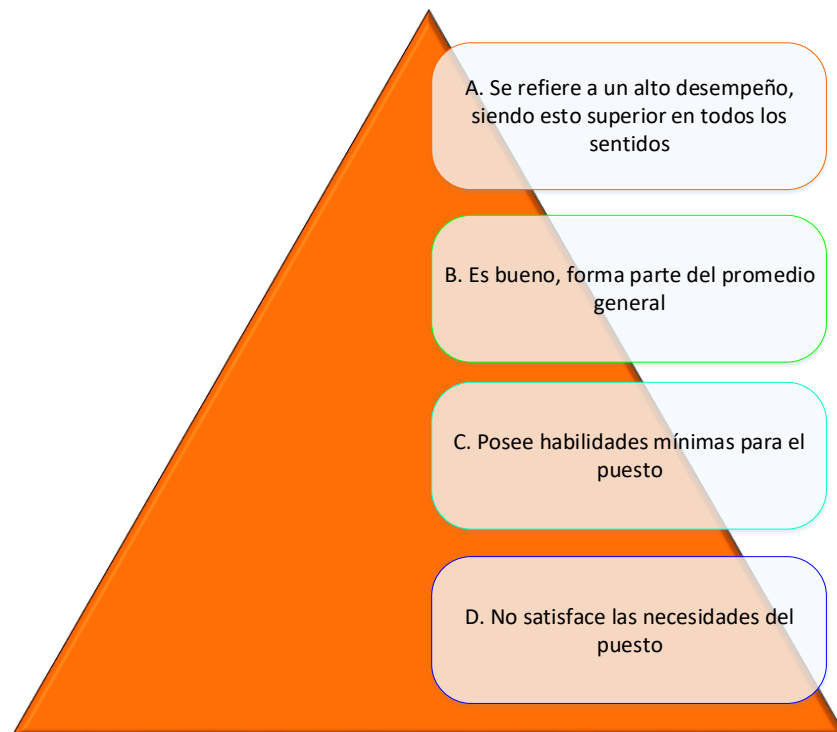 A. Se refiere a un alto desempeño,
siendo esto superior en todos los
sentidos
B. Es bueno, forma parte del promedio
general
C. Posee habilidades mínimas para el
puesto
D. No satisface las necesidades del
puesto